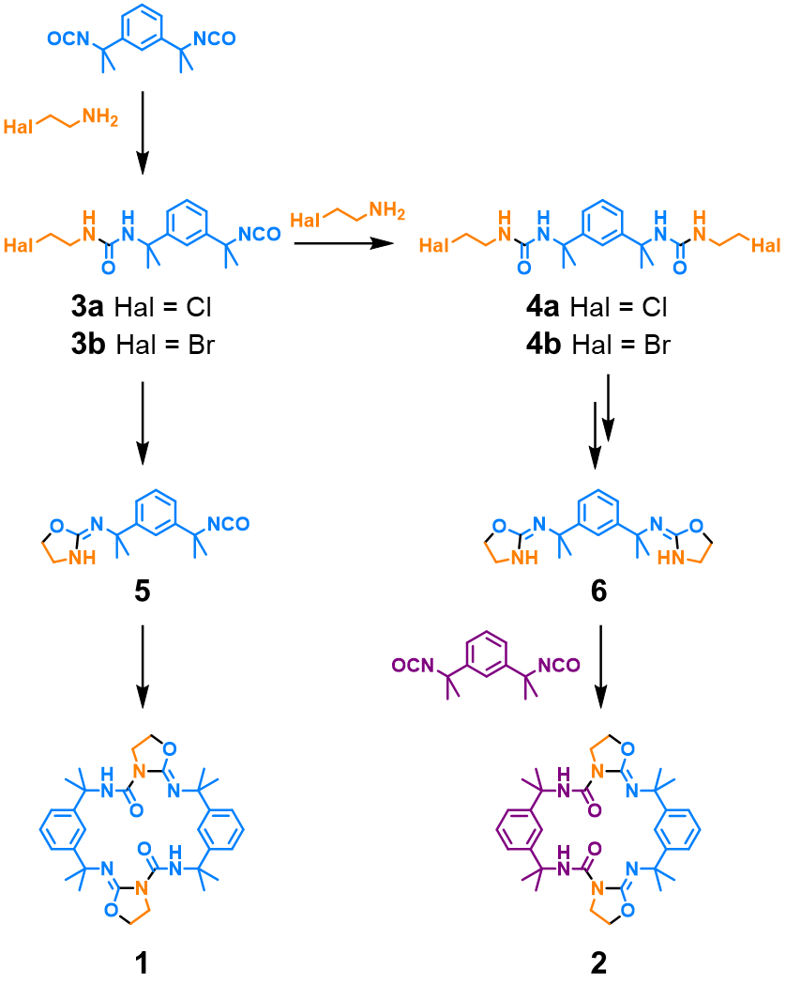 OCN NCO
Hal NH2
Hal H N H N O NCO
Hal NH2
Hal H N H N O H N H N O Hal
3a Hal = Cl
3b Hal = Br
4a Hal = Cl
4b Hal = Br
O N NH NCO
5
O N NH N O HN
6
OCN NCO
O N H N N O
O H N N N O
1
O N H N N O
O H N N N O
2